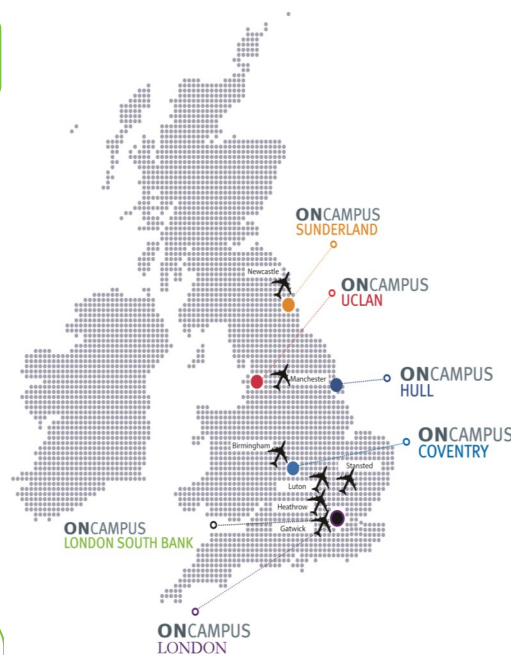 ONCAMPUS
SUNDERLAND
Newcastle
ONCAMPUS
UCLAN
Manchester
ONCAMPUS
HULL
ONCAMPUS
COVENTRY
Birmingham
Stansted
Luton
Heathrow
Gatwick
ONCAMPUS
LONDON SOUTH BANK
ONCAMPUS
LONDON